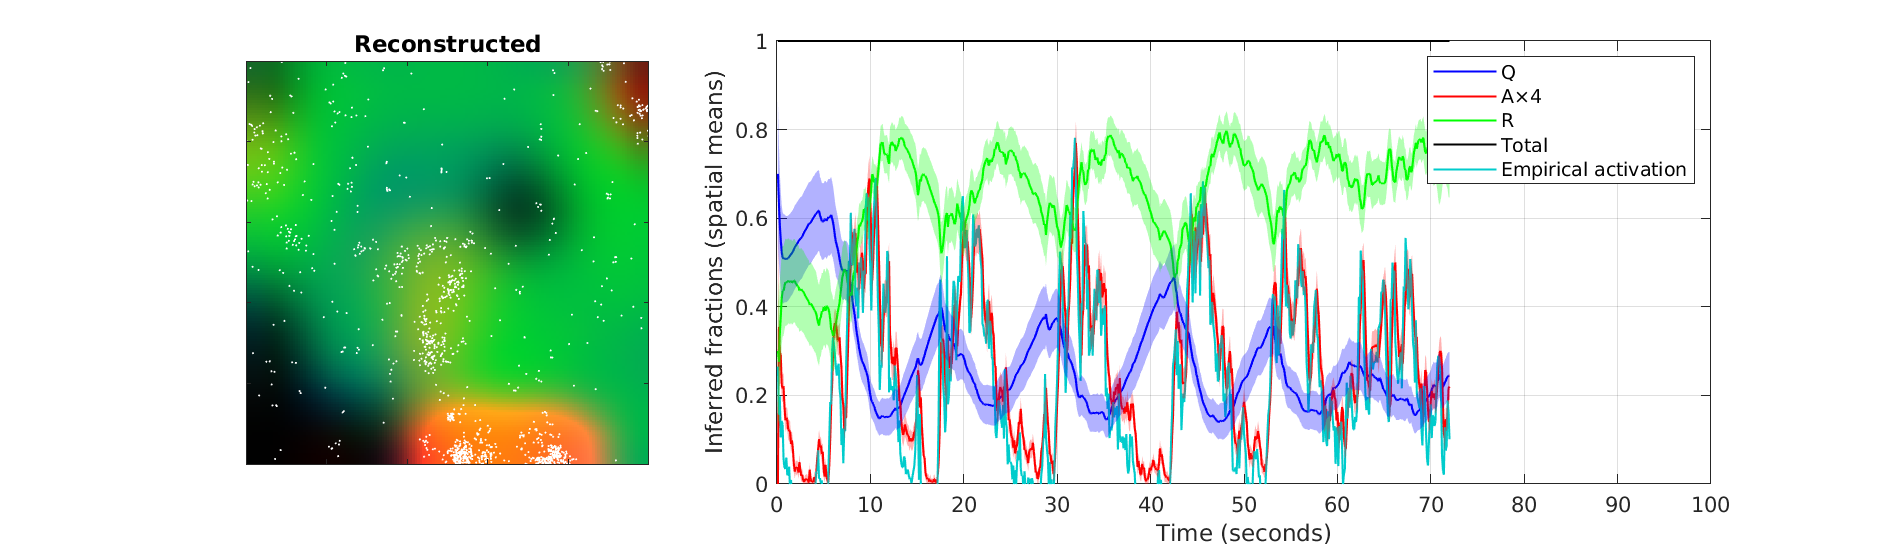 Reconstructed
Inferred fractions (spatial means)
1
0.8
0.6
0.4
0.2
0
0 10 20 30 40 50 60 70 80 90 100
Time (seconds)
Q
A×4
R
Total
Empirical activation